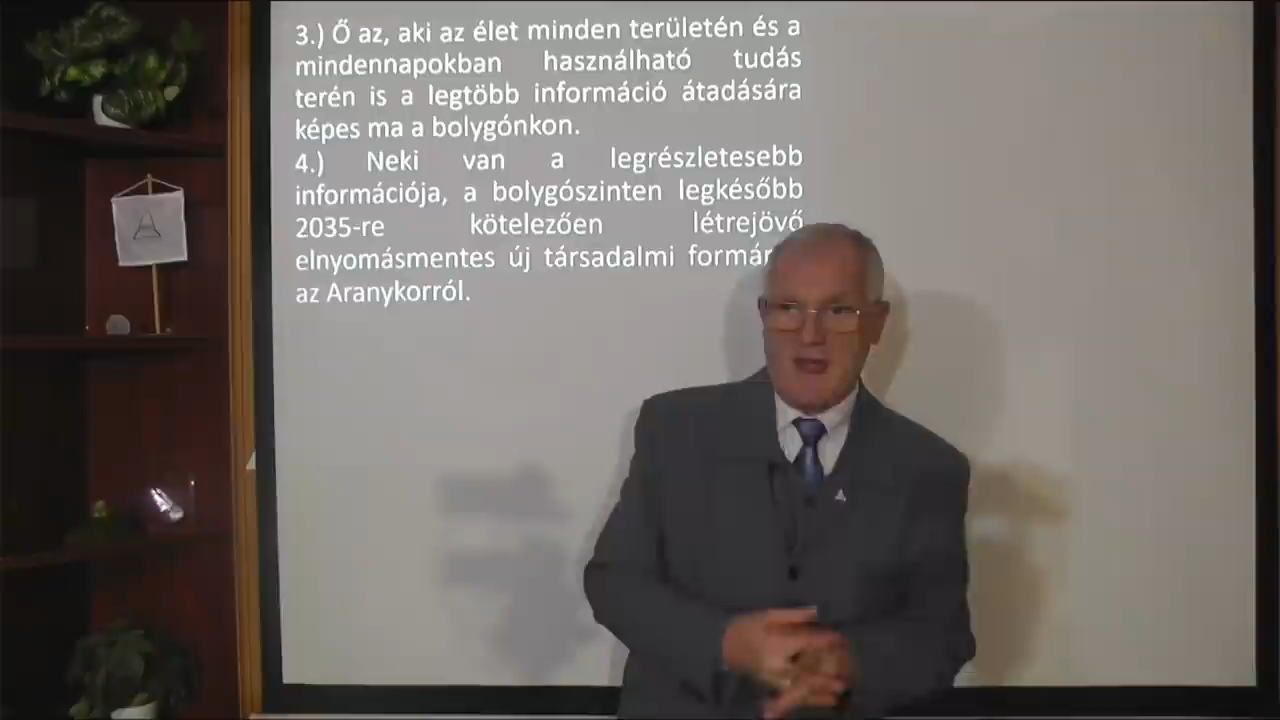 3.) Ő az, aki az élet minden területén és a
mindennapokban használható tudás
terén is a legtöbb információ átadására
képes ma a bolygónkon.
4.) Neki van a legrészletesebb
információja, a bolygószinten legkésőbb
2035-re kötelezően létrejövő
elnyomásmentes új társadalmi
az Aranykorról.